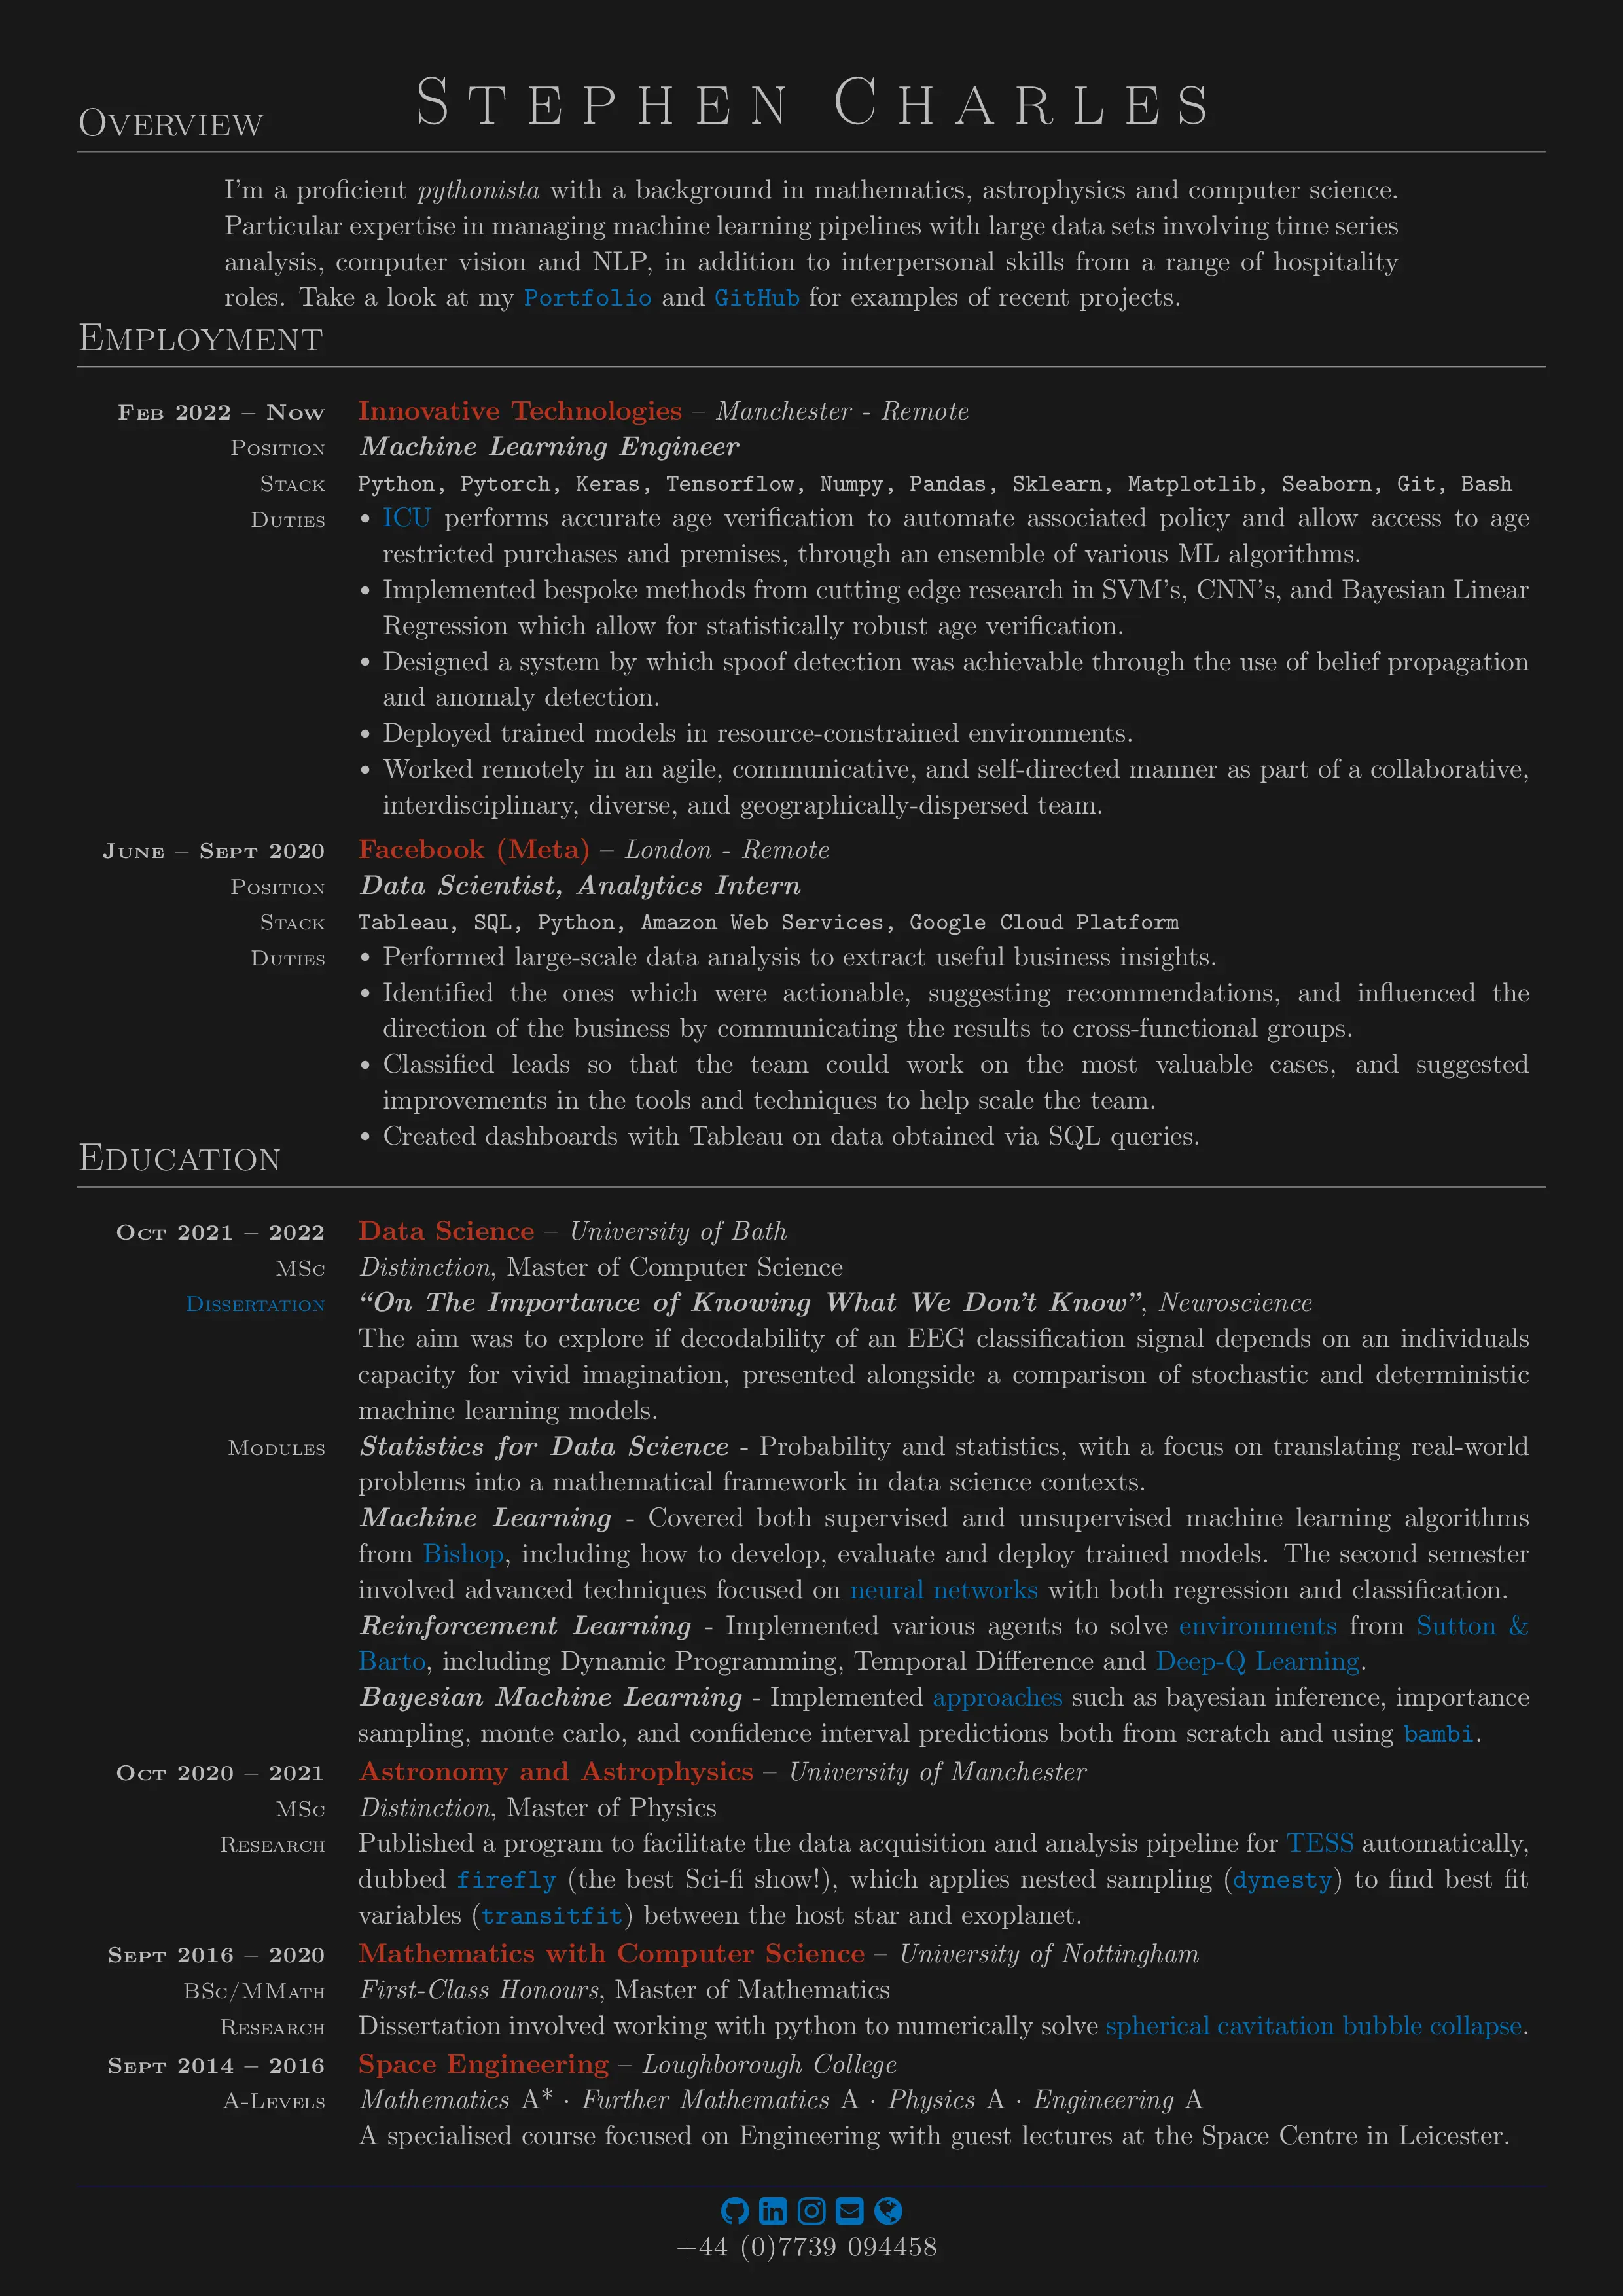 Stephen Charles
Overview
I'm a proficient pythonista with a background in mathematics, astrophysics and computer science.
Particular expertise in managing machine learning pipelines with large data sets involving time series
analysis, computer vision and NLP, in addition to interpersonal skills from a range of hospitality
roles. Take a look at my Portfolio and GitHub for examples of recent projects.
Employment
Feb 2022 – Now Innovative Technologies – Manchester - Remote
Position Machine Learning Engineer
Stack Python, Pytorch, Keras, Tensorflow, Numpy, Pandas, Sklearn, Matplotlib, Seaborn, Git, Bash
Duties • ICU performs accurate age verification to automate associated policy and allow access to age
restricted purchases and premises, through an ensemble of various ML algorithms.
• Implemented bespoke methods from cutting edge research in SVM's, CNN's, and Bayesian Linear
Regression which allow for statistically robust age verification.
• Designed a system by which spoof detection was achievable through the use of belief propagation
and anomaly detection.
• Deployed trained models in resource-constrained environments.
• Worked remotely in an agile, communicative, and self-directed manner as part of a collaborative,
interdisciplinary, diverse, and geographically-dispersed team.
June – Sept 2020 Facebook (Meta) – London - Remote
Position Data Scientist, Analytics Intern
Stack Tableau, SQL, Python, Amazon Web Services, Google Cloud Platform
Duties • Performed large-scale data analysis to extract useful business insights.
• Identified the ones which were actionable, suggesting recommendations, and influenced the
direction of the business by communicating the results to cross-functional groups.
• Classified leads so that the team could work on the most valuable cases, and suggested
improvements in the tools and techniques to help scale the team.
• Created dashboards with Tableau on data obtained via SQL queries.
Education
Oct 2021 – 2022 Data Science – University of Bath
MSc Distinction, Master of Computer Science
Dissertation “On The Importance of Knowing What We Don't Know”, Neuroscience
The aim was to explore if decodability of an EEG classification signal depends on an individuals
capacity for vivid imagination, presented alongside a comparison of stochastic and deterministic
machine learning models.
Modules Statistics for Data Science - Probability and statistics, with a focus on translating real-world
problems into a mathematical framework in data science contexts.
Machine Learning - Covered both supervised and unsupervised machine learning algorithms
from Bishop, including how to develop, evaluate and deploy trained models. The second semester
involved advanced techniques focused on neural networks with both regression and classification.
Reinforcement Learning - Implemented various agents to solve environments from Sutton &
Barto, including Dynamic Programming, Temporal Difference and Deep-Q Learning.
Bayesian Machine Learning - Implemented approaches such as bayesian inference, importance
sampling, monte carlo, and confidence interval predictions both from scratch and using bambi.
Oct 2020 – 2021 Astronomy and Astrophysics – University of Manchester
MSc Distinction, Master of Physics
Research Published a program to facilitate the data acquisition and analysis pipeline for TESS automatically,
dubbed firefly (the best Sci-fi show!), which applies nested sampling (dynesty) to find best fit
variables (transitfit) between the host star and exoplanet.
Sept 2016 – 2020 Mathematics with Computer Science – University of Nottingham
BSc/MMath First-Class Honours, Master of Mathematics
Research Dissertation involved working with python to numerically solve spherical cavitation bubble collapse.
Sept 2014 – 2016 Space Engineering – Loughborough College
A-Levels Mathematics A* · Further Mathematics A · Physics A · Engineering A
A specialised course focused on Engineering with guest lectures at the Space Centre in Leicester.
+44 (0)7739 094458